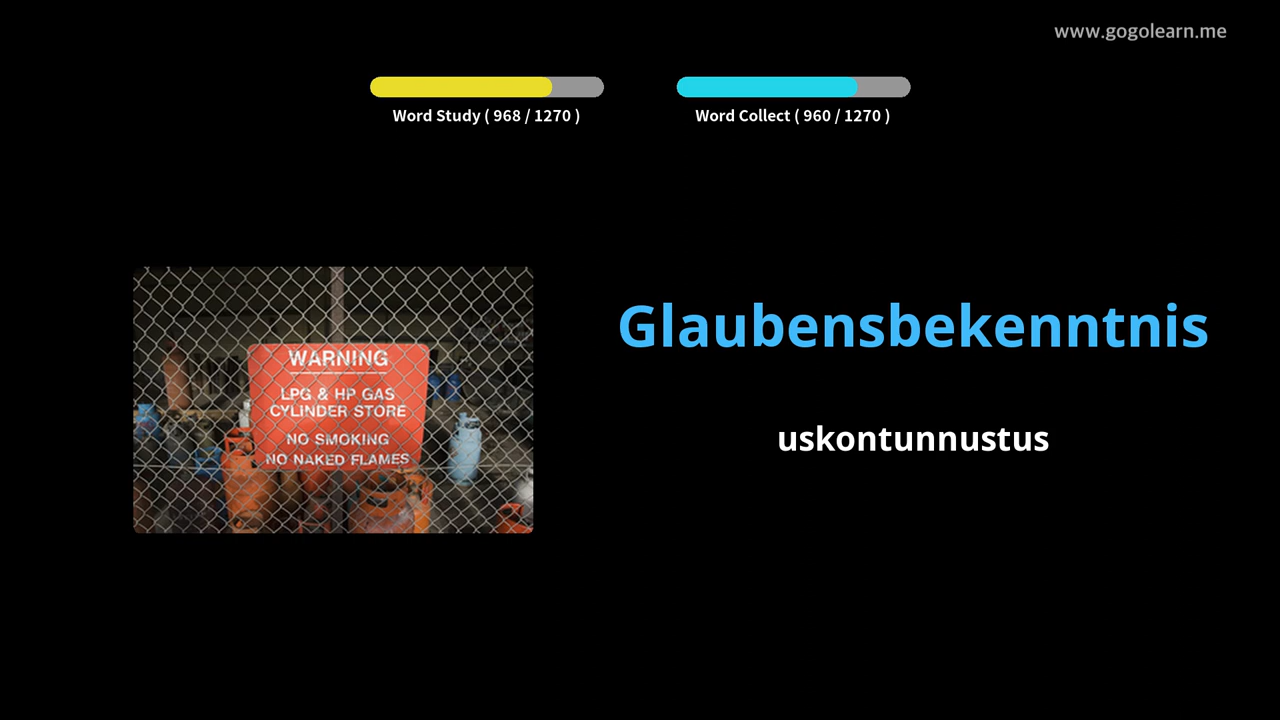 www.gogolearn.me
Word Study ( 968 / 1270 )
Word Collect ( 960 / 1270 )
WARNING
LPG & HP GAS
CYLINDER STORE
NO SMOKING
NO NAKED FLAMES
Glaubensbekenntnis
uskontunnustus